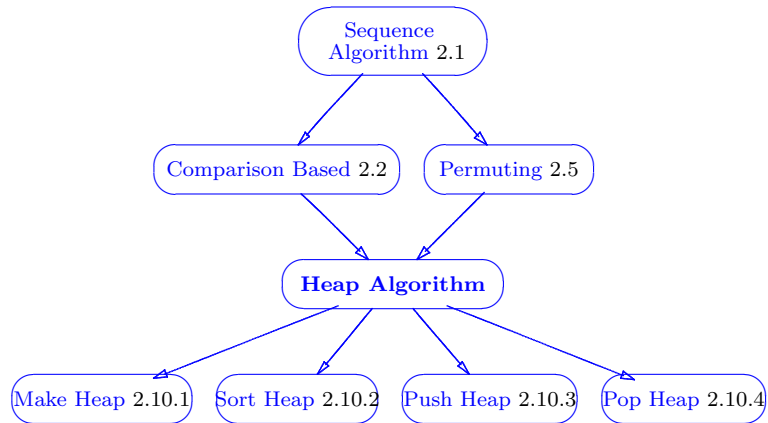 Sequence
Algorithm 2.1
Comparison Based 2.2
Permuting 2.5
Heap Algorithm
Make Heap 2.10.1
Sort Heap 2.10.2
Push Heap 2.10.3
Pop Heap 2.10.4